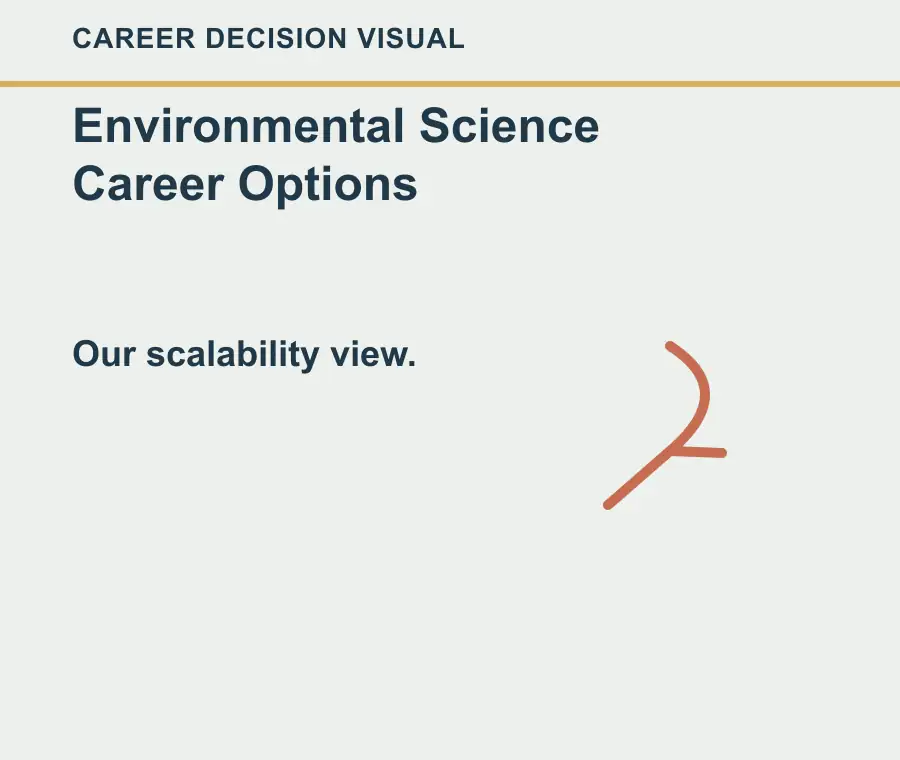 CAREER DECISION VISUAL
Environmental Science
Career Options
Our scalability view.